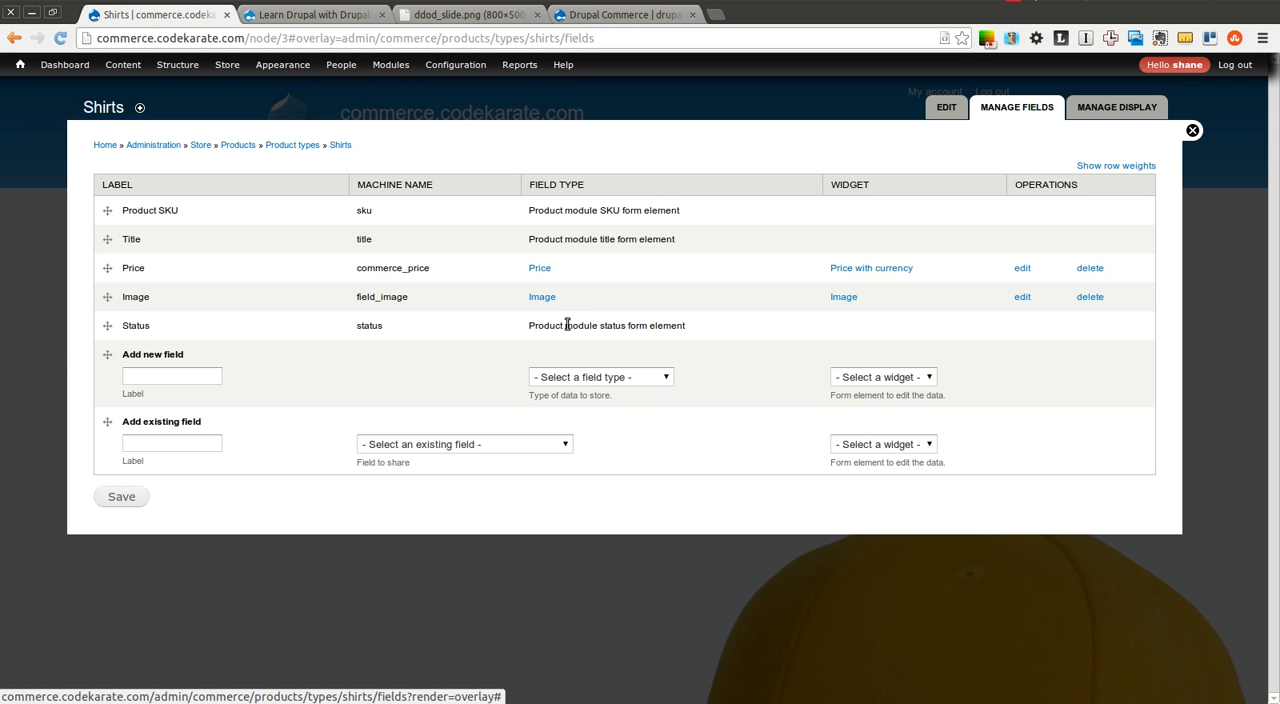 Shirts | commerce.codeka
Learn Drupal with Drupal
ddod_slide.png (800×500
Drupal Commerce | drupa
commerce.codekarate.com/node/3#overlay=admin/commerce/products/types/shirts/fields
Dashboard Content Structure Store Appearance People Modules Configuration Reports Help Hello shane Log out
My account Log out
commerce.codekarate.com
Shirts
EDIT MANAGE FIELDS MANAGE DISPLAY
Home » Administration » Store » Products » Product types » Shirts
Show row weights
LABEL MACHINE NAME FIELD TYPE WIDGET OPERATIONS
Product SKU sku Product module SKU form element
Title title Product module title form element
Price commerce_price Price Price with currency edit delete
Image field_image Image Image edit delete
Status status Product module status form element
Add new field
- Select a field type - - Select a widget -
Label Type of data to store. Form element to edit the data.
Add existing field
- Select an existing field - - Select a widget -
Label Field to share Form element to edit the data.
Save
commerce.codekarate.com/admin/commerce/products/types/shirts/fields?render=overlay#